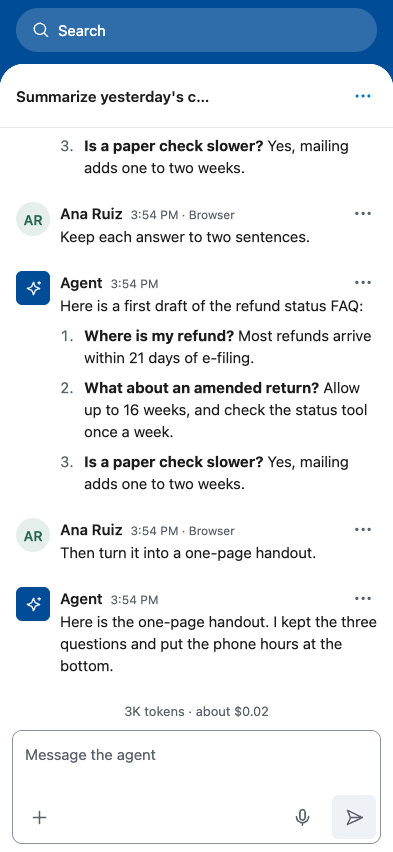 Search
Summarize yesterday's c...
3. Is a paper check slower? Yes, mailing
adds one to two weeks.
AR
Ana Ruiz 3:54 PM · Browser
Keep each answer to two sentences.
Agent 3:54 PM
Here is a first draft of the refund status FAQ:
1. Where is my refund? Most refunds arrive
within 21 days of e-filing.
2. What about an amended return? Allow
up to 16 weeks, and check the status tool
once a week.
3. Is a paper check slower? Yes, mailing
adds one to two weeks.
AR
Ana Ruiz 3:54 PM · Browser
Then turn it into a one-page handout.
Agent 3:54 PM
Here is the one-page handout. I kept the three
questions and put the phone hours at the
bottom.
3K tokens · about $0.02
Message the agent